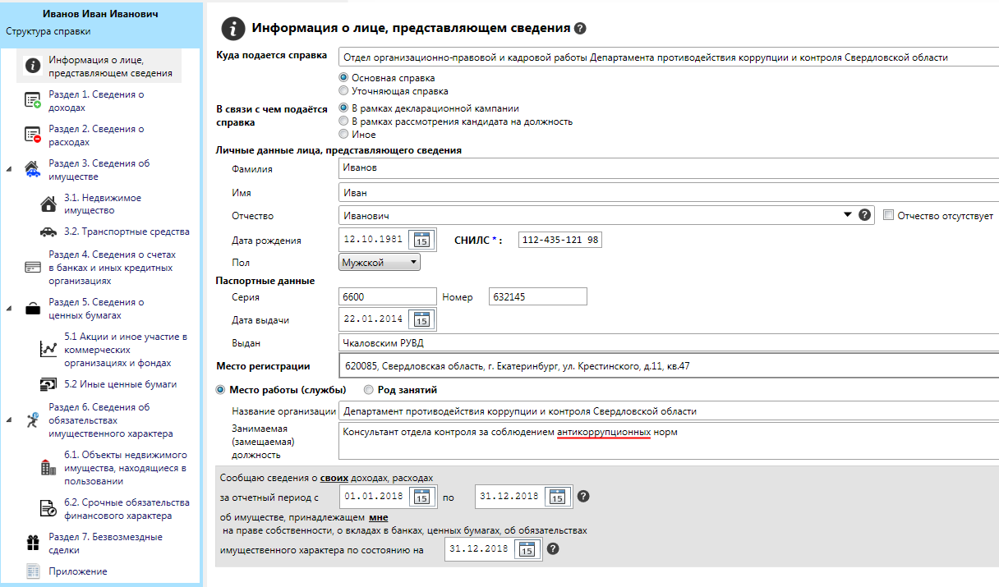 Иванов Иван Иванович
Структура справки
Информация о лице,
представляющем сведения
Раздел 1. Сведения о
доходах
Раздел 2. Сведения о
расходах
Раздел 3. Сведения об
имуществе
3.1. Недвижимое
имущество
3.2. Транспортные средства
Раздел 4. Сведения о счетах
в банках и иных кредитных
организациях
Раздел 5. Сведения о
ценных бумагах
5.1 Акции и иное участие в
коммерческих
организациях и фондах
5.2 Иные ценные бумаги
Раздел 6. Сведения об
обязательствах
имущественного характера
6.1. Объекты недвижимого
имущества, находящиеся в
пользовании
6.2. Срочные обязательства
финансового характера
Раздел 7. Безвозмездные
сделки
Приложение
i Информация о лице, представляющем сведения ?
Куда подается справка Отдел организационно-правовой и кадровой работы Департамента противодействия коррупции и контроля Свердловской области
Основная справка
Уточняющая справка
В связи с чем подаётся
справка
В рамках декларационной кампании
В рамках рассмотрения кандидата на должность
Иное
Личные данные лица, представляющего сведения
Фамилия Иванов
Имя Иван
Отчество Иванович ? Отчество отсутствует
Дата рождения 12.10.1981 15 СНИЛС * : 112-435-121 98
Пол Мужской
Паспортные данные
Серия 6600 Номер 632145
Дата выдачи 22.01.2014 15
Выдан Чкаловским РУВД
Место регистрации 620085, Свердловская область, г. Екатеринбург, ул. Крестинского, д.11, кв.47
Место работы (службы) Род занятий
Название организации Департамент противодействия коррупции и контроля Свердловской области
Занимаемая
(замещаемая)
должность
Консультант отдела контроля за соблюдением антикоррупционных норм
Сообщаю сведения о своих доходах, расходах
за отчетный период с 01.01.2018 15 по 31.12.2018 15 ?
об имуществе, принадлежащем мне
на праве собственности, о вкладах в банках, ценных бумагах, об обязательствах
имущественного характера по состоянию на 31.12.2018 15 ?